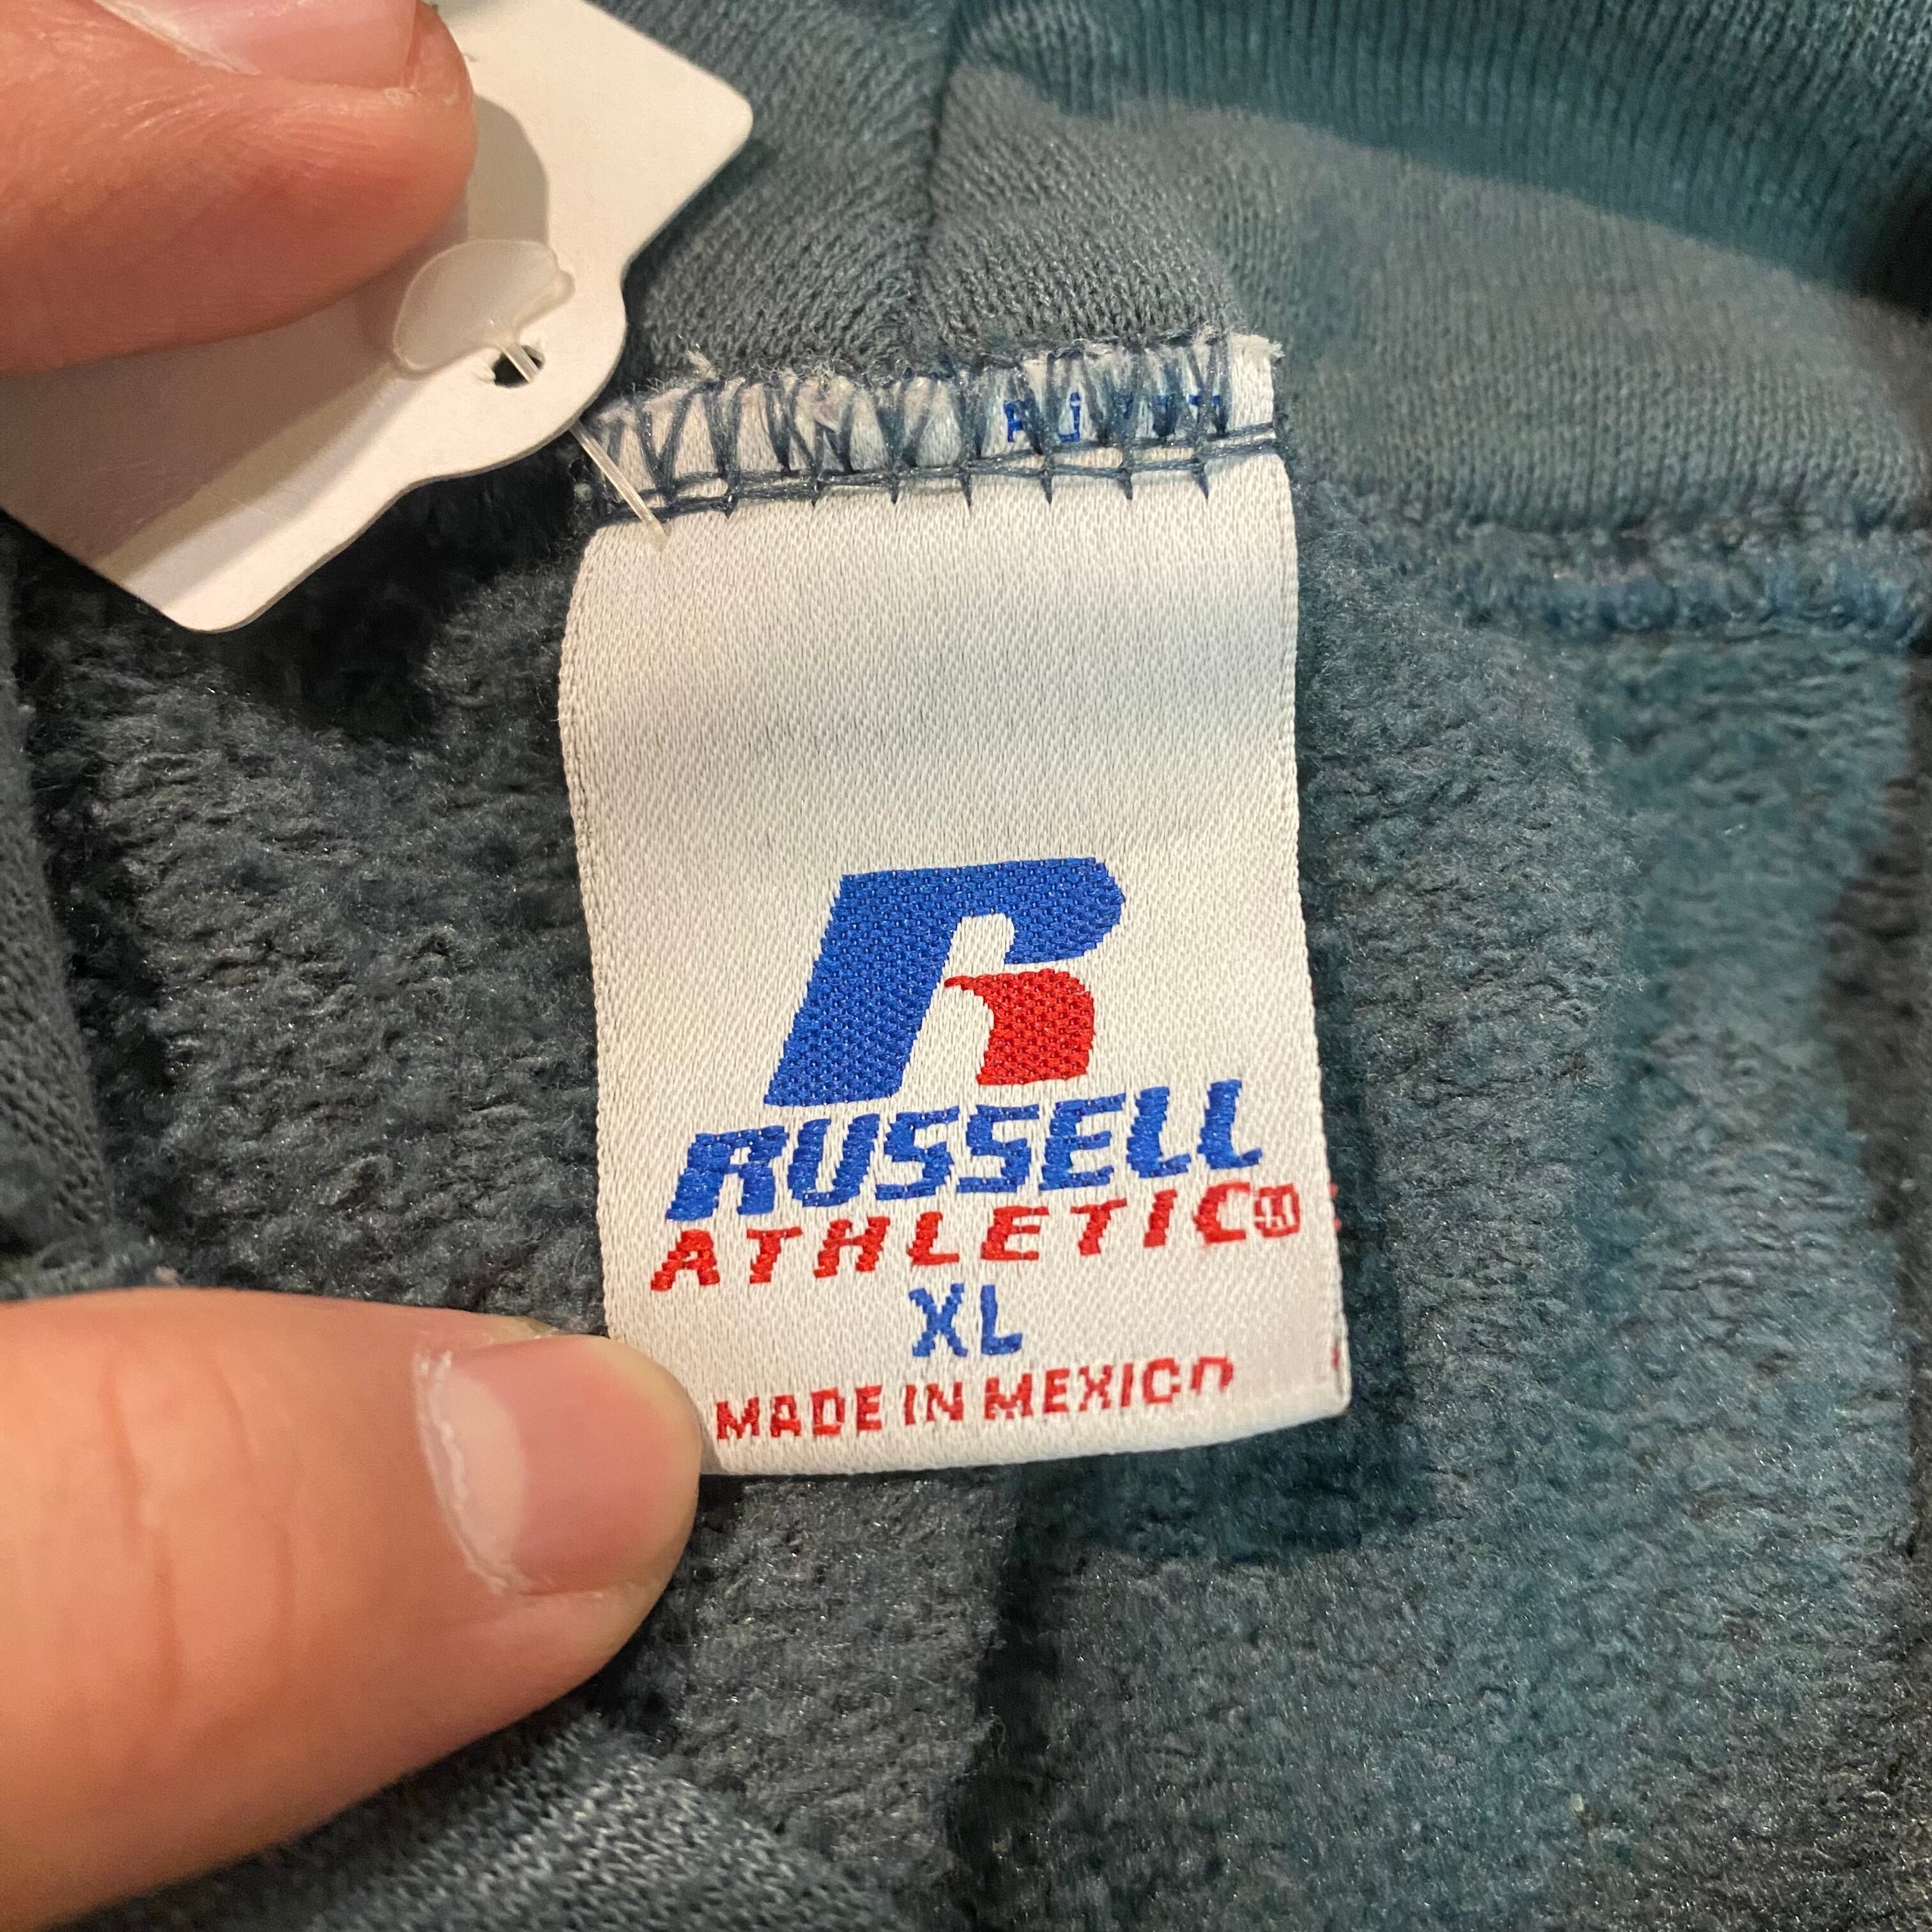 RUSSELL
ATHLETIC
XL
MADE IN MEXICO